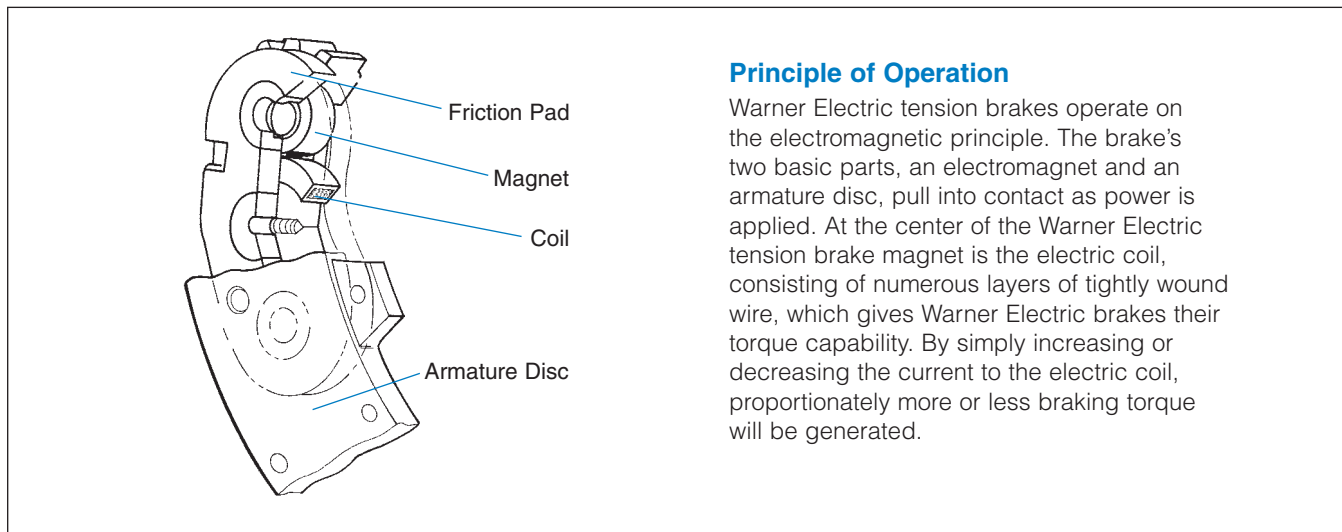 Friction Pad
Magnet
Coil
Armature Disc
Principle of Operation
Warner Electric tension brakes operate on
the electromagnetic principle. The brake's
two basic parts, an electromagnet and an
armature disc, pull into contact as power is
applied. At the center of the Warner Electric
tension brake magnet is the electric coil,
consisting of numerous layers of tightly wound
wire, which gives Warner Electric brakes their
torque capability. By simply increasing or
decreasing the current to the electric coil,
proportionately more or less braking torque
will be generated.